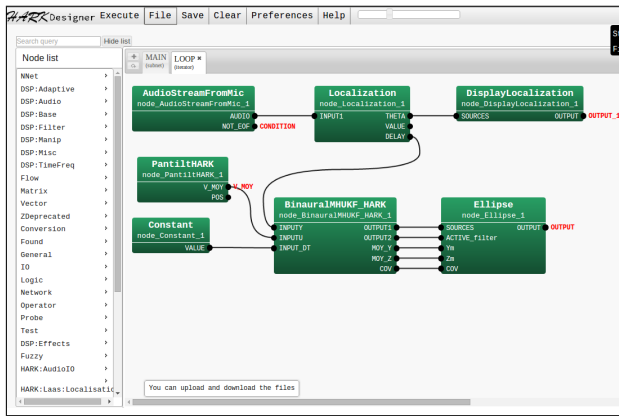 HARK Designer Execute File Save Clear Preferences Help
Search query Hide list
Node list
NNet
DSP:Adaptive
DSP:Audio
DSP:Base
DSP:Filter
DSP:Manip
DSP:Misc
DSP:TimeFreq
Flow
Matrix
Vector
ZDeprecated
Conversion
Found
General
IO
Logic
Network
Operator
Probe
Test
DSP:Effects
Fuzzy
HARK:AudioIO
HARK:Laas:Localisatic
MAIN
(subnet)
LOOP ×
(iterator)
AudioStreamFromMic
node_AudioStreamFromMic_1
AUDIO
NOT_EOF CONDITION
Localization
node_Localization_1
INPUT1 THETA
VALUE
DELAY
DisplayLocalization
node_DisplayLocalization_1
SOURCES OUTPUT OUTPUT_1
PantiltHARK
node_PantiltHARK_1
V_MOY V_MOY
POS
Constant
node_Constant_1
VALUE
BinauralMHUKF_HARK
node_BinauralMHUKF_HARK_1
INPUTY OUTPUT1
INPUTU OUTPUT2
INPUT_DT MOY_Y
MOY_Z
COV
Ellipse
node_Ellipse_1
SOURCES OUTPUT OUTPUT
ACTIVE_filter
Ym
Zm
COV
You can upload and download the files